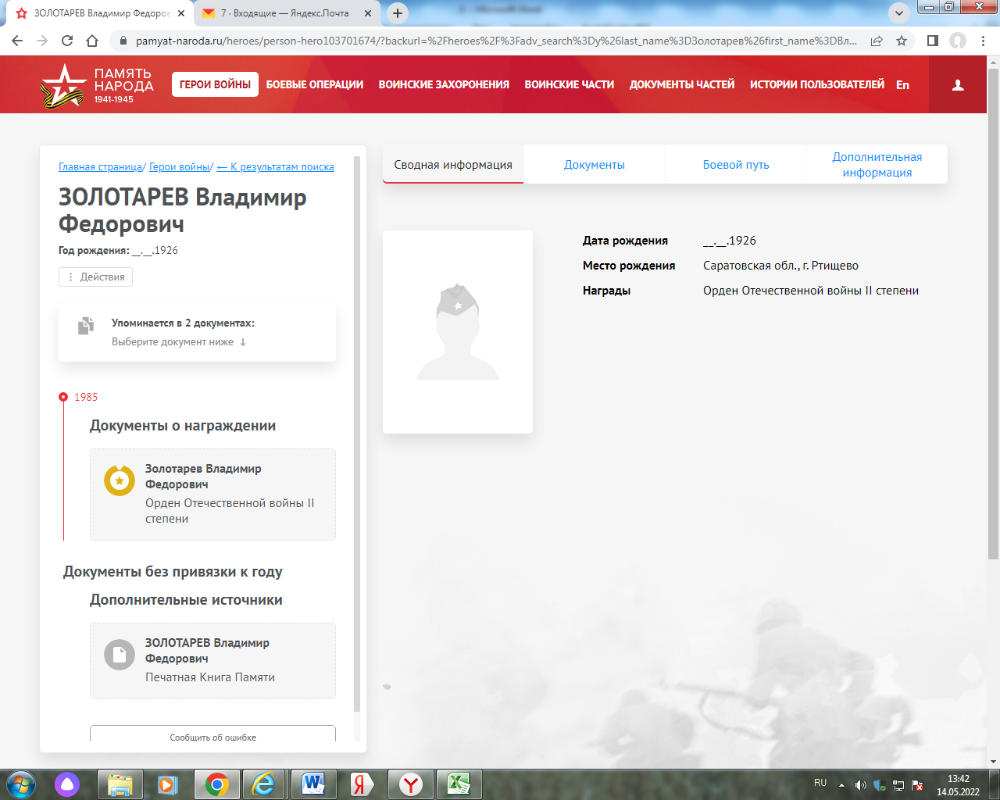 ЗОЛОТАРЕВ Владимир Федоров
7 · Входящие — Яндекс.Почта
pamyat-naroda.ru/heroes/person-hero103701674/?backurl=%2Fheroes%2F%3Fadv_search%3Dy%26last_name%3DЗолотарев%26first_name%3DВл...
ПАМЯТЬ
НАРОДА
1941-1945
ГЕРОИ ВОЙНЫ БОЕВЫЕ ОПЕРАЦИИ ВОИНСКИЕ ЗАХОРОНЕНИЯ ВОИНСКИЕ ЧАСТИ ДОКУМЕНТЫ ЧАСТЕЙ ИСТОРИИ ПОЛЬЗОВАТЕЛЕЙ En
Главная страница/ Герои войны/ ← К результатам поиска
ЗОЛОТАРЕВ Владимир
Федорович
Год рождения: __.__.1926
Действия
Упоминается в 2 документах:
Выберите документ ниже ↓
1985
Документы о награждении
Золотарев Владимир
Федорович
Орден Отечественной войны II
степени
Документы без привязки к году
Дополнительные источники
ЗОЛОТАРЕВ Владимир
Федорович
Печатная Книга Памяти
Сообщить об ошибке
Сводная информация
Документы
Боевой путь
Дополнительная
информация
Дата рождения __.__.1926
Место рождения Саратовская обл., г. Ртищево
Награды Орден Отечественной войны II степени
RU
13:42
14.05.2022